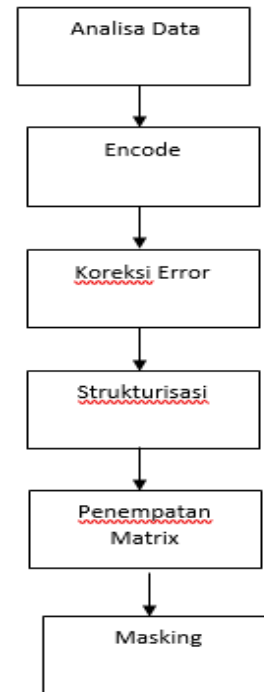 Analisa Data
Encode
Koreksi Error
Strukturisasi
Penempatan
Matrix
Masking